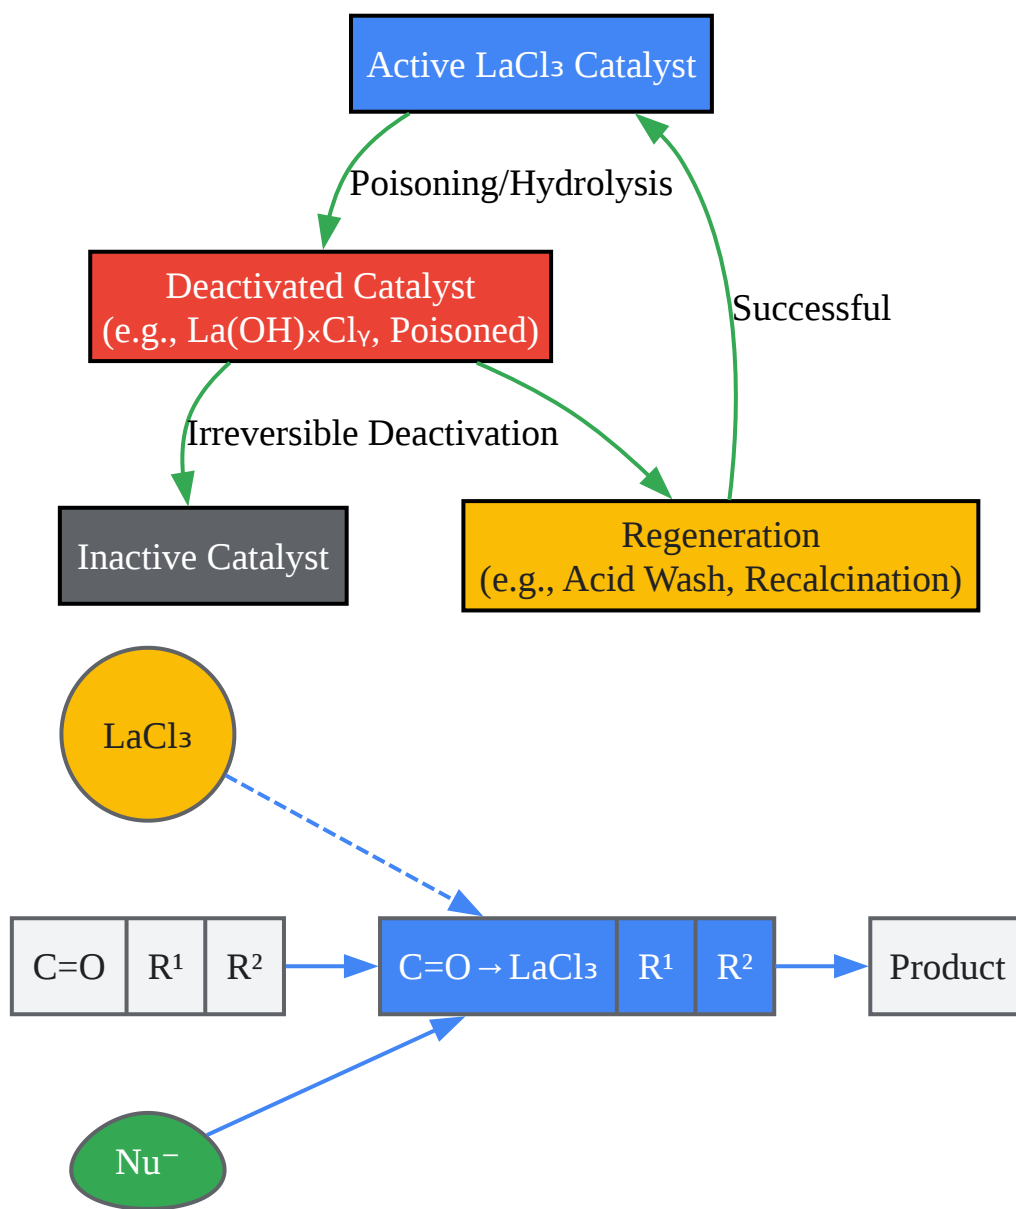 Active LaCl₃ Catalyst
Poisoning/Hydrolysis
Deactivated Catalyst
(e.g., La(OH)ₓClᵧ, Poisoned)
Successful
Irreversible Deactivation
Inactive Catalyst
Regeneration
(e.g., Acid Wash, Recalcination)
LaCl₃
C=O R¹ R²
C=O→LaCl₃ R¹ R²
Product
Nu⁻